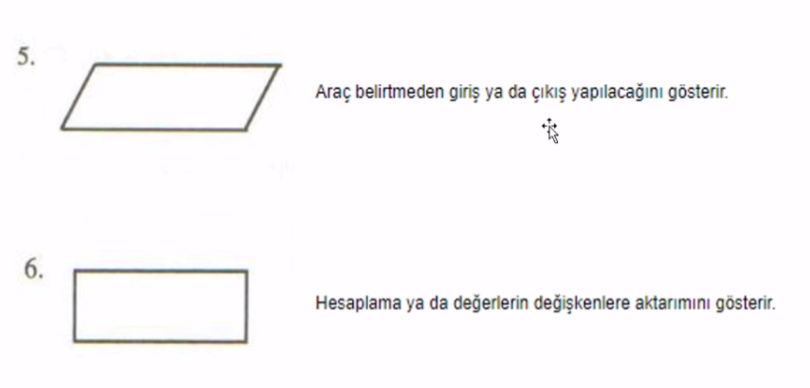 5.
Araç belirtmeden giriş ya da çıkış yapılacağını gösterir.
6.
Hesaplama ya da değerlerin değişkenlere aktarımını gösterir.